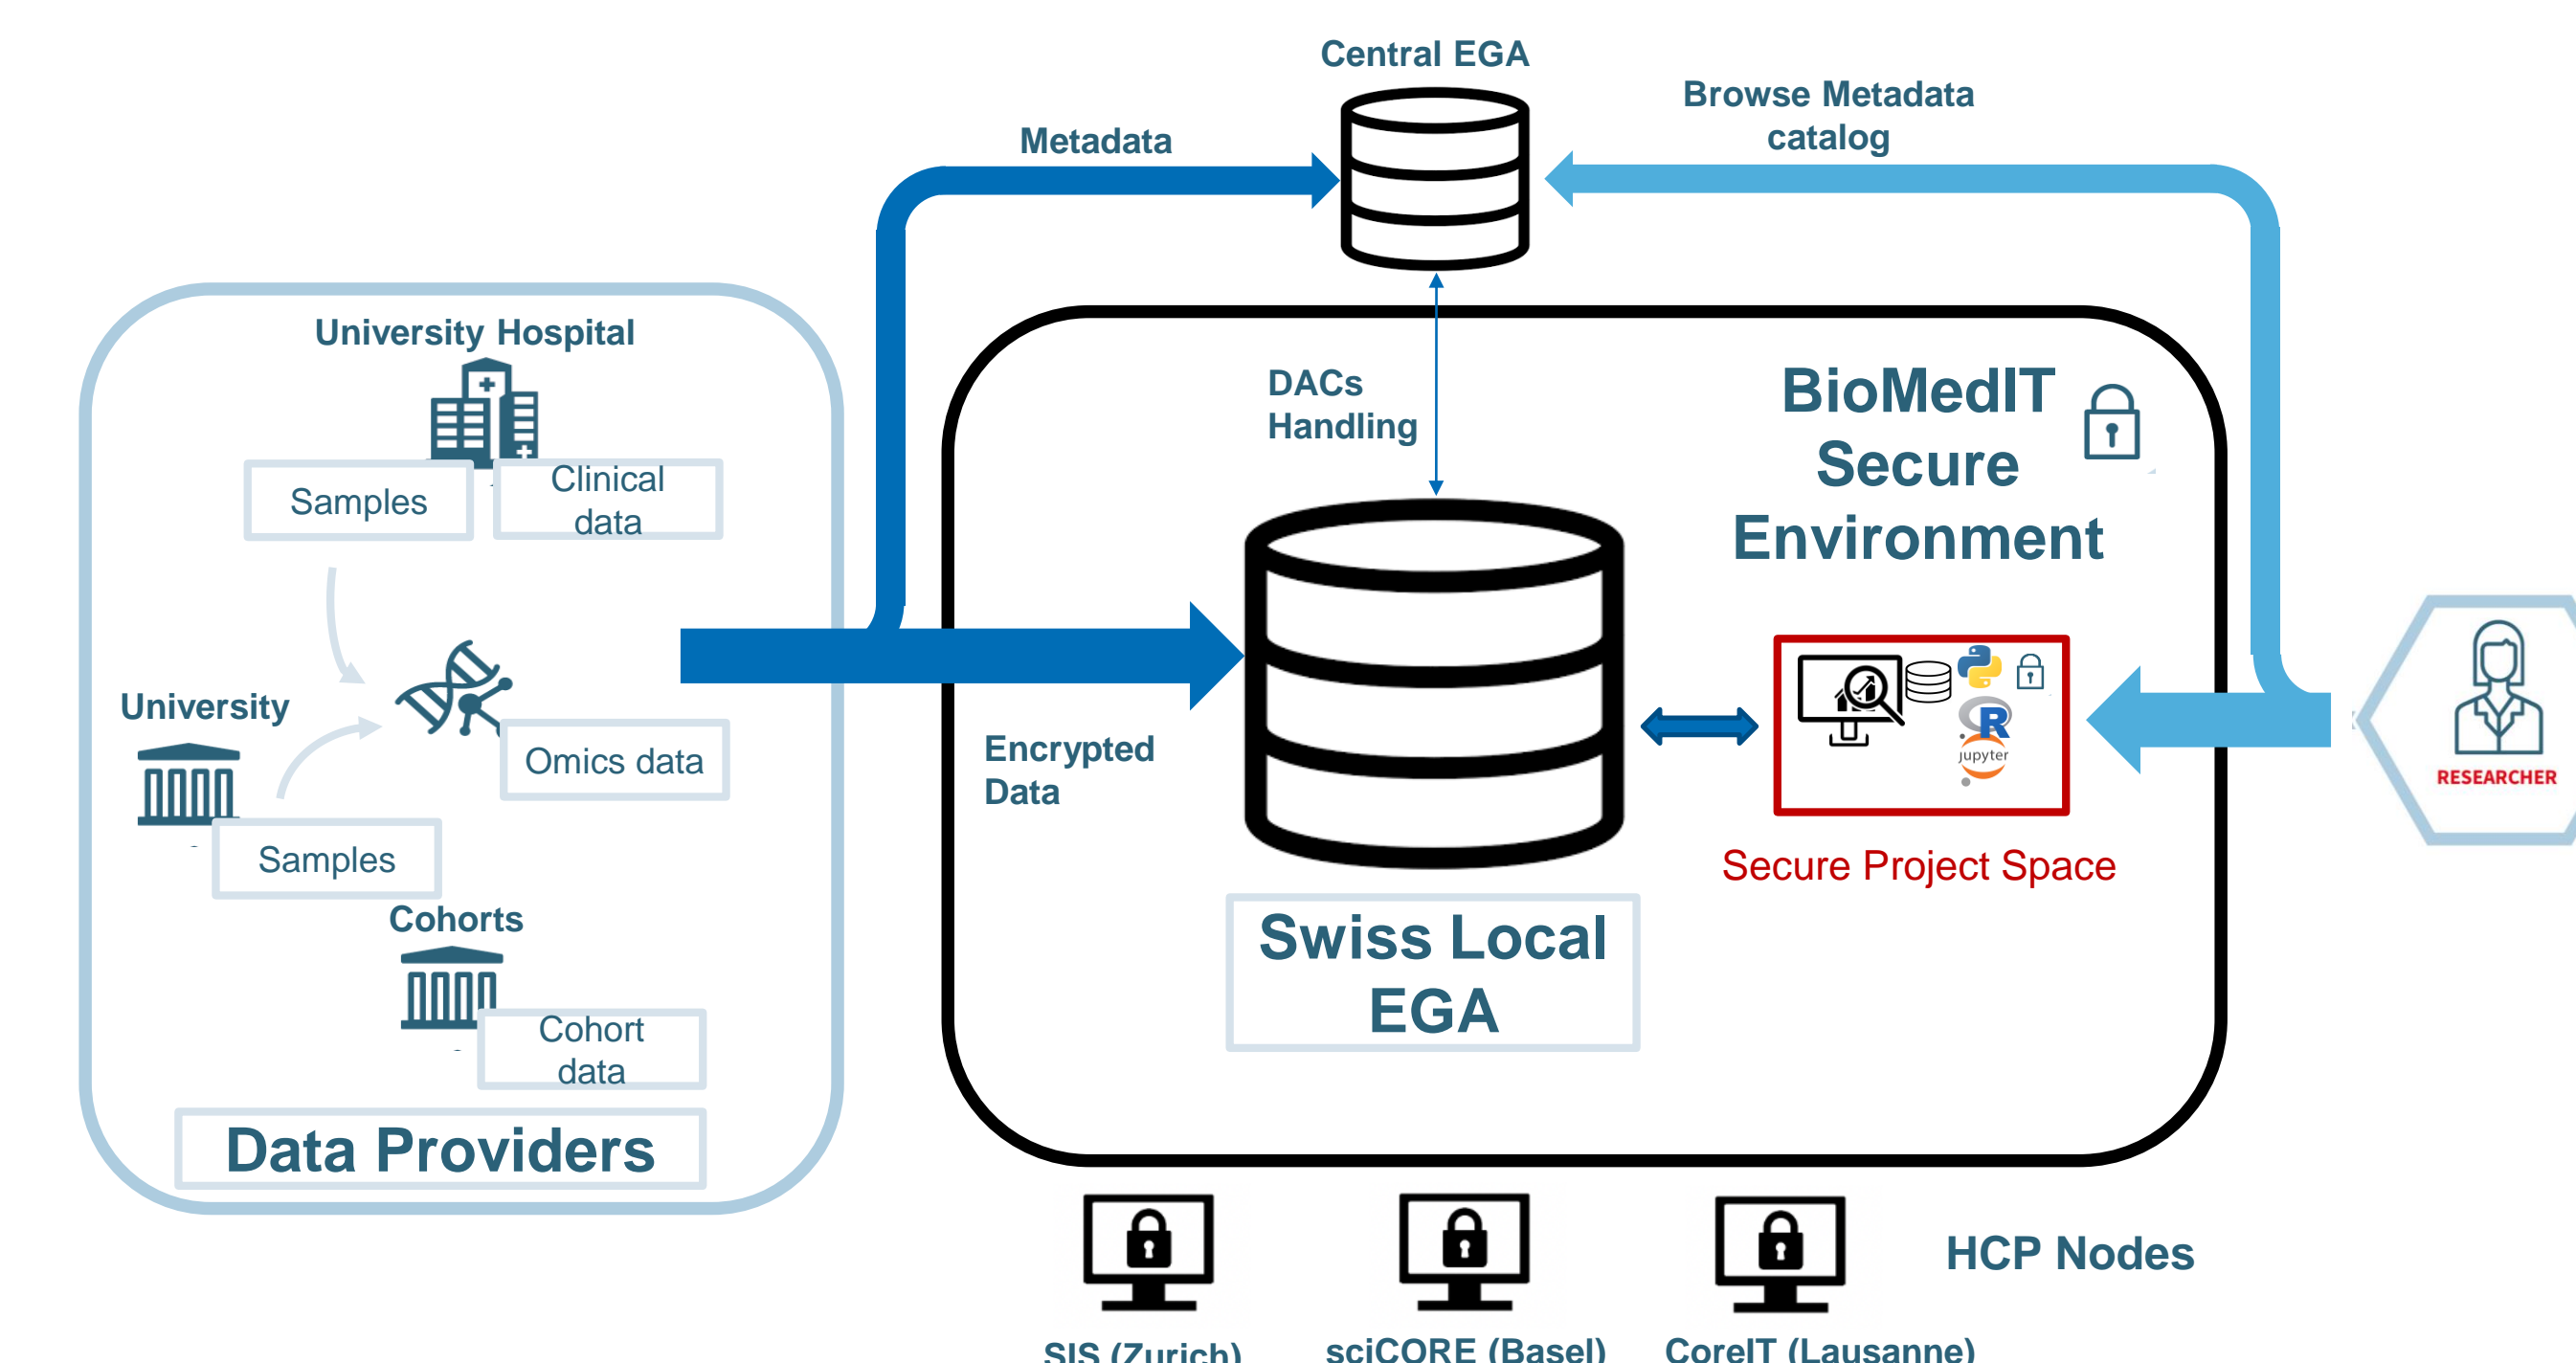 Central EGA
Browse Metadata
catalog
Metadata
University Hospital
Samples
Clinical
data
University
Omics data
Samples
Cohorts
Cohort
data
Data Providers
DACs
Handling
BioMedIT
Secure
Environment
Encrypted
Data
R
jupyter
Secure Project Space
Swiss Local
EGA
RESEARCHER
HCP Nodes
SIS (Zurich)
sciCORE (Basel)
CoreIT (Lausanne)